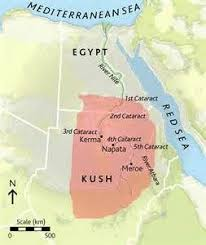 MEDITERRANEAN SEA
EGYPT
River Nile
1st Cataract
RED SEA
2nd Cataract
3rd Cataract
4th Cataract
Kerma
Napata
5th Cataract
River Atbara
Meroe
KUSH
N
Scale (km)
0 500